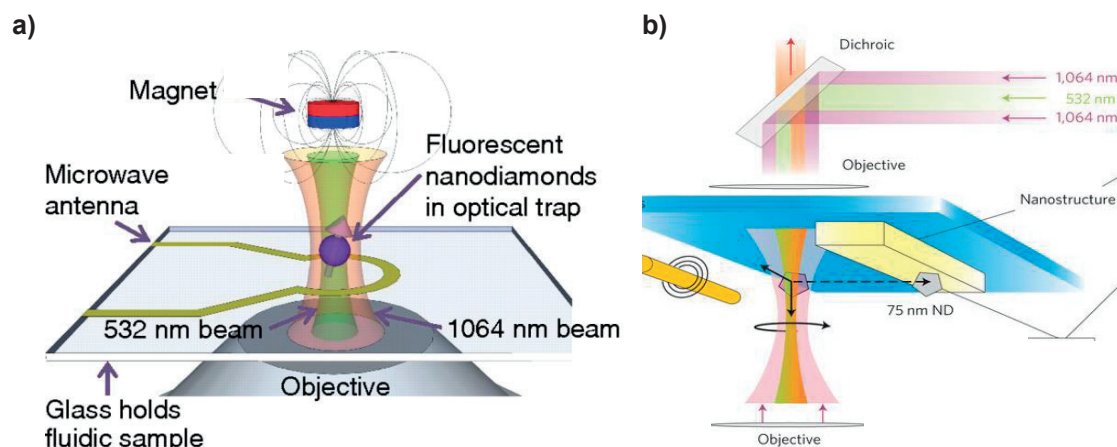 a)
Magnet
Microwave
antenna
Fluorescent
nanodiamonds
in optical trap
532 nm beam
1064 nm beam
Objective
Glass holds
fluidic sample
b)
Dichroic
1,064 nm
532 nm
1,064 nm
Objective
Nanostructure
75 nm ND
Objective